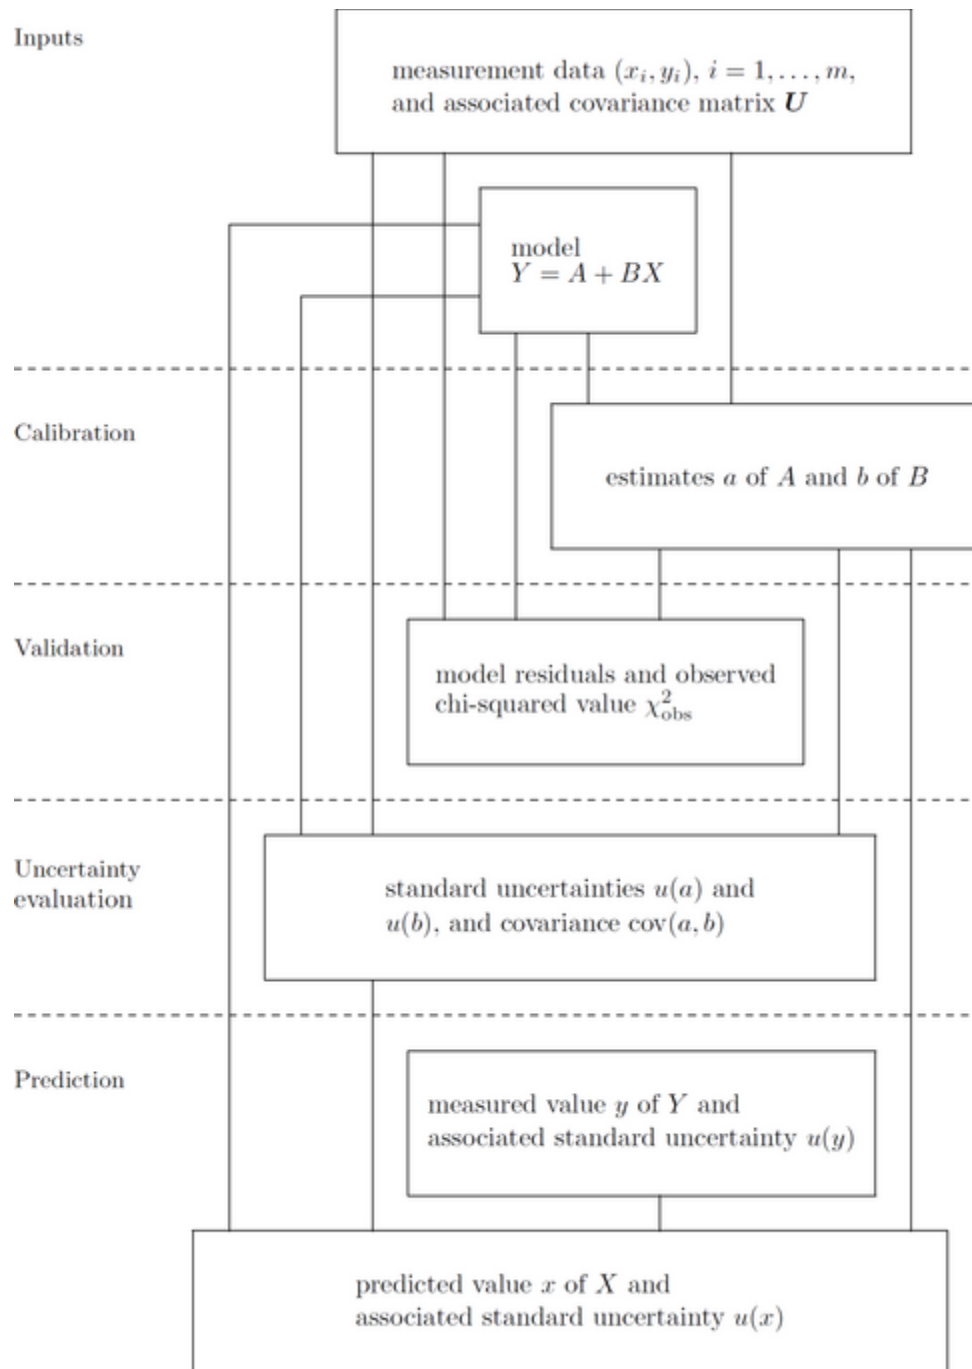 Inputs
measurement data (xᵢ, yᵢ), i = 1, . . . , m,
and associated covariance matrix U
model
Y = A + BX
Calibration
estimates a of A and b of B
Validation
model residuals and observed
chi-squared value χ²obs
Uncertainty
evaluation
standard uncertainties u(a) and
u(b), and covariance cov(a, b)
Prediction
measured value y of Y and
associated standard uncertainty u(y)
predicted value x of X and
associated standard uncertainty u(x)